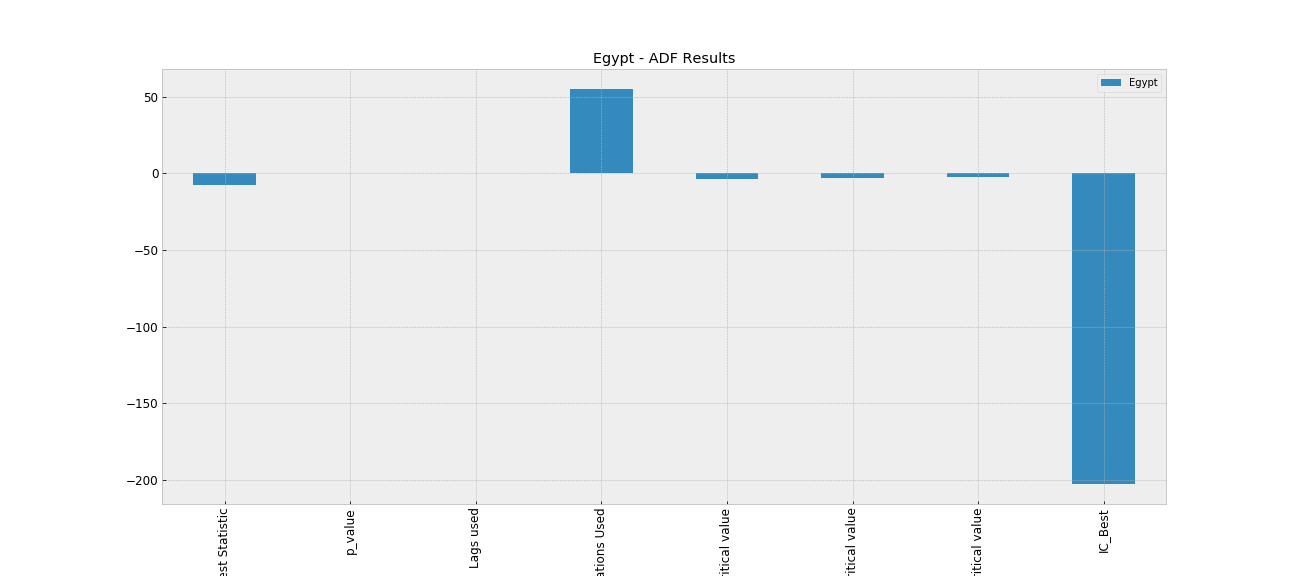 Egypt - ADF Results
Egypt
50
0
−50
−100
−150
−200
est Statistic
p_value
Lags used
ations Used
ritical value
ritical value
ritical value
IC_Best